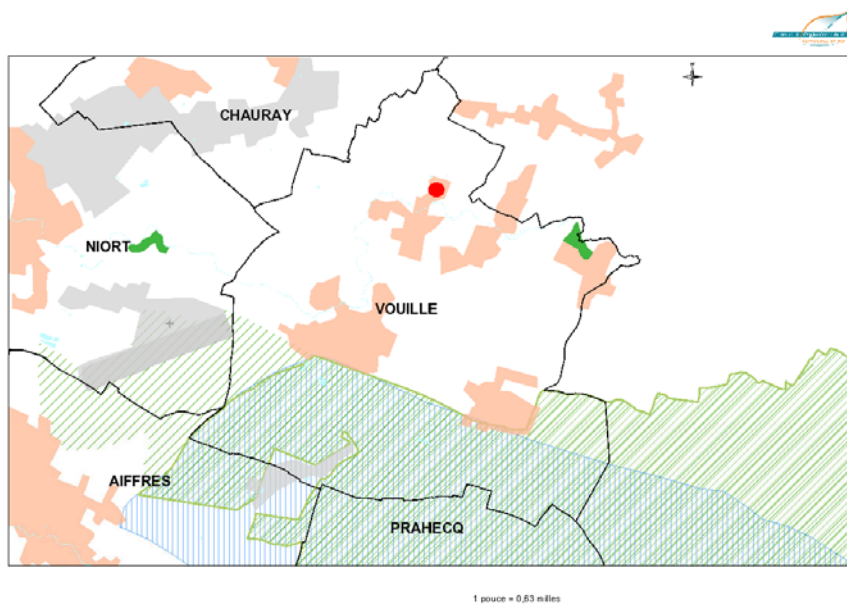 CHAURAY
NIORT
VOUILLE
AIFFRES
PRAHECQ
1 pouce = 0,63 milles